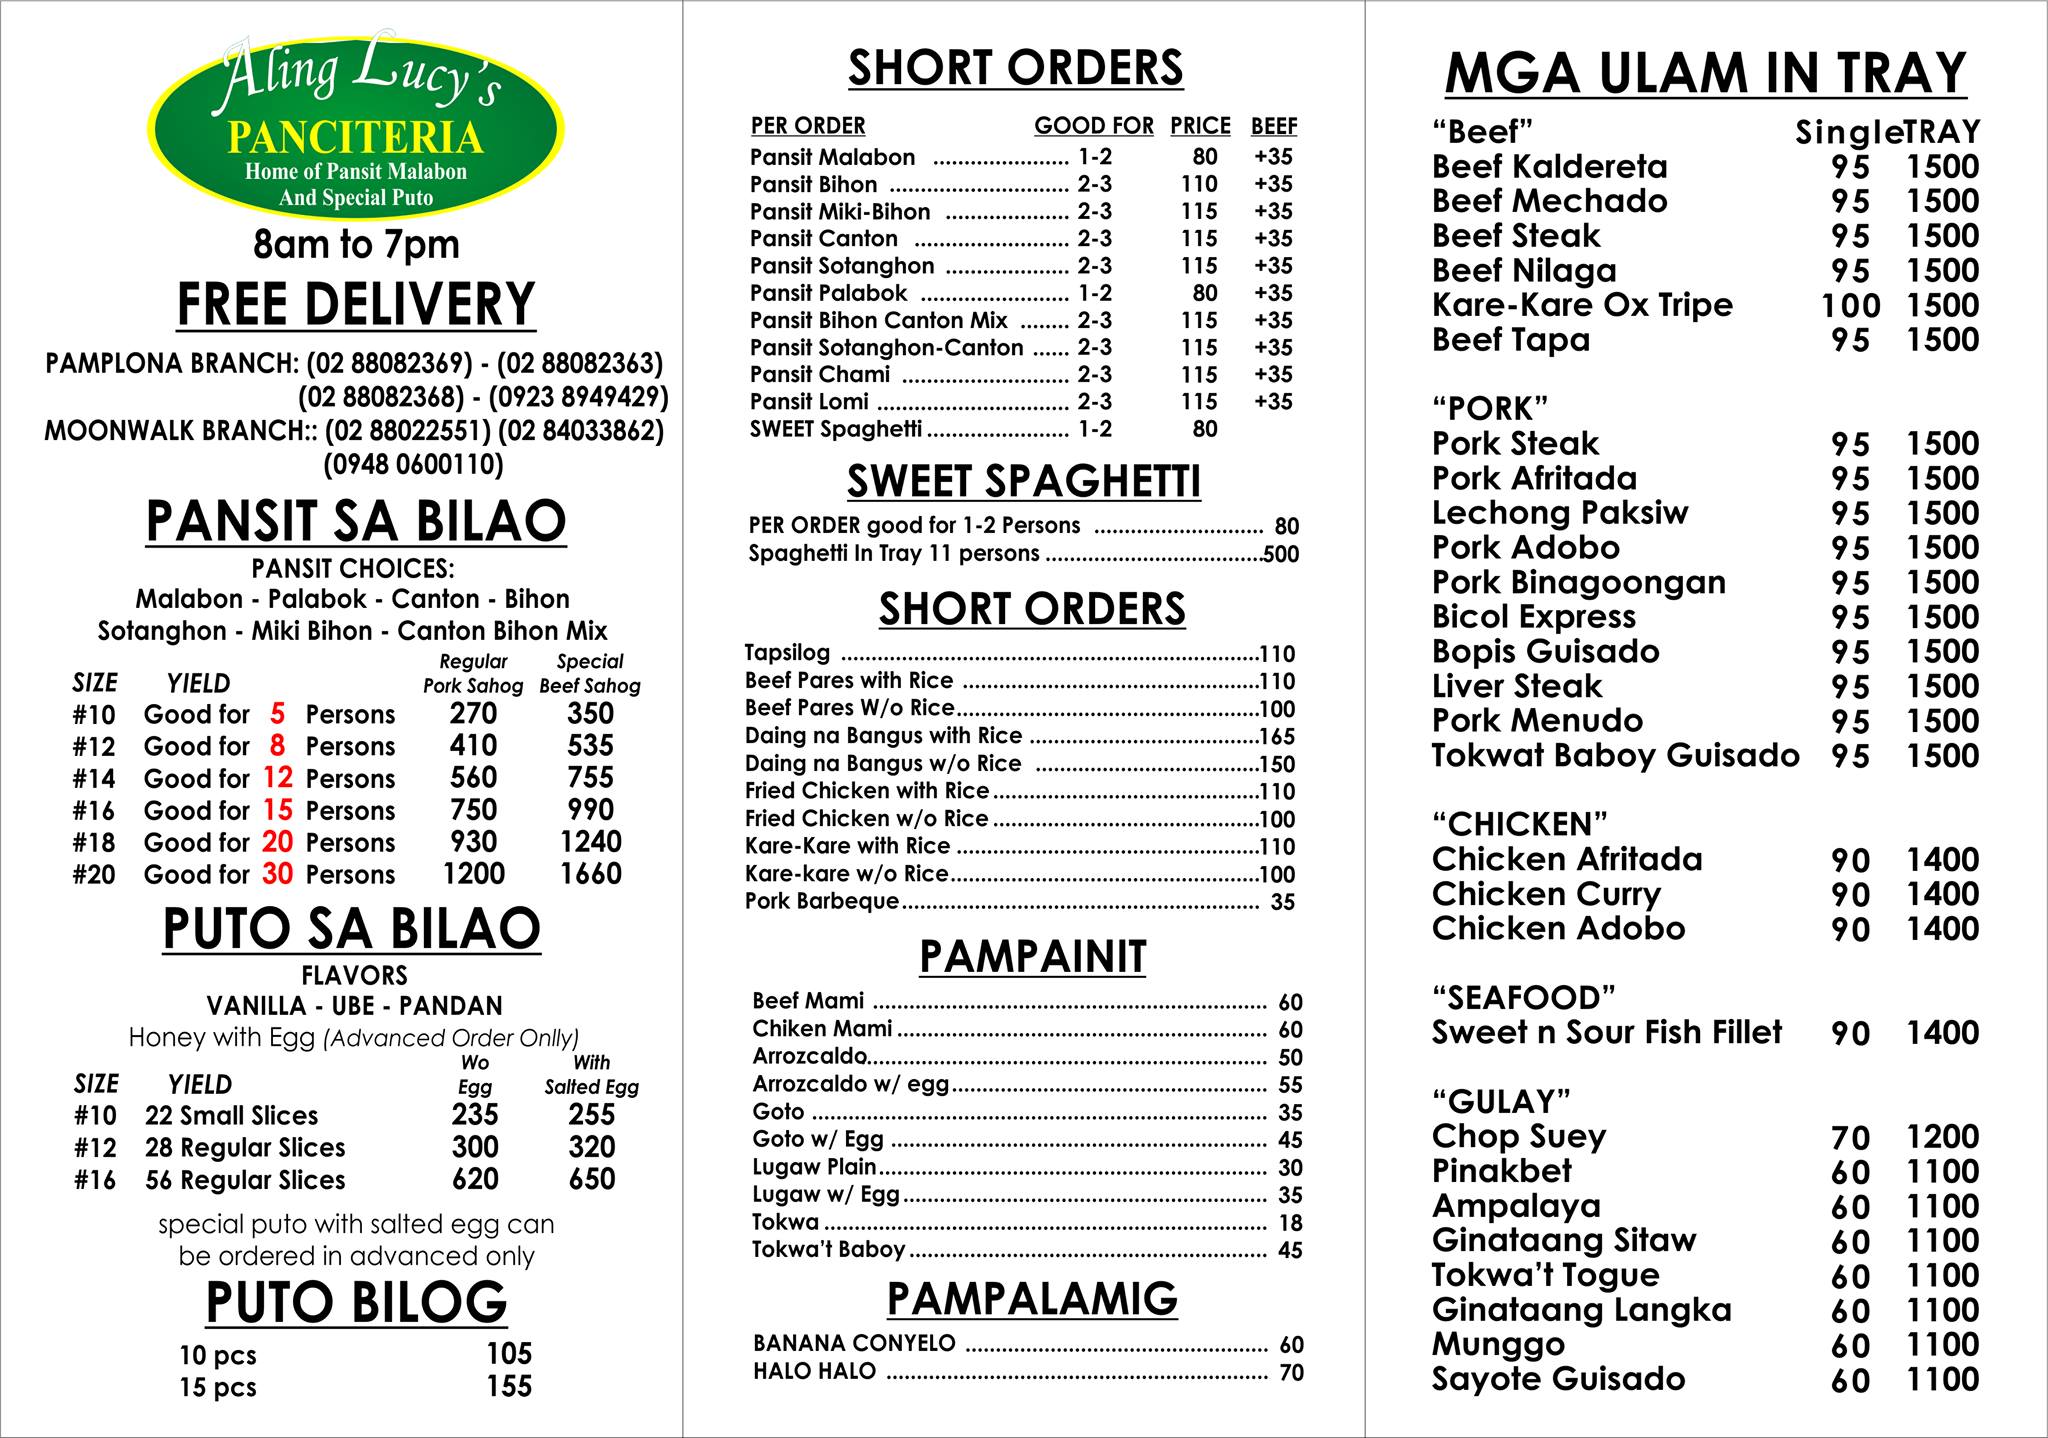 Aling Lucy's
PANCITERIA
Home of Pansit Malabon
And Special Puto
8am to 7pm
FREE DELIVERY
PAMPLONA BRANCH: (02 88082369) - (02 88082363)
(02 88082368) - (0923 8949429)
MOONWALK BRANCH:: (02 88022551) (02 84033862)
(0948 0600110)
PANSIT SA BILAO
PANSIT CHOICES:
Malabon - Palabok - Canton - Bihon
Sotanghon - Miki Bihon - Canton Bihon Mix
Regular Special
SIZE YIELD Pork Sahog Beef Sahog
#10 Good for 5 Persons 270 350
#12 Good for 8 Persons 410 535
#14 Good for 12 Persons 560 755
#16 Good for 15 Persons 750 990
#18 Good for 20 Persons 930 1240
#20 Good for 30 Persons 1200 1660
PUTO SA BILAO
FLAVORS
VANILLA - UBE - PANDAN
Honey with Egg (Advanced Order Onlly)
Wo With
SIZE YIELD Egg Salted Egg
#10 22 Small Slices 235 255
#12 28 Regular Slices 300 320
#16 56 Regular Slices 620 650
special puto with salted egg can
be ordered in advanced only
PUTO BILOG
10 pcs 105
15 pcs 155
SHORT ORDERS
PER ORDER GOOD FOR PRICE BEEF
Pansit Malabon ...................... 1-2 80 +35
Pansit Bihon ............................. 2-3 110 +35
Pansit Miki-Bihon .................... 2-3 115 +35
Pansit Canton ......................... 2-3 115 +35
Pansit Sotanghon .................... 2-3 115 +35
Pansit Palabok ........................ 1-2 80 +35
Pansit Bihon Canton Mix ........ 2-3 115 +35
Pansit Sotanghon-Canton ...... 2-3 115 +35
Pansit Chami ........................... 2-3 115 +35
Pansit Lomi ............................... 2-3 115 +35
SWEET Spaghetti ....................... 1-2 80
SWEET SPAGHETTI
PER ORDER good for 1-2 Persons ............................ 80
Spaghetti In Tray 11 persons ....................................500
SHORT ORDERS
Tapsilog .....................................................................110
Beef Pares with Rice .................................................110
Beef Pares W/o Rice..................................................100
Daing na Bangus with Rice ......................................165
Daing na Bangus w/o Rice .....................................150
Fried Chicken with Rice............................................110
Fried Chicken w/o Rice............................................100
Kare-Kare with Rice ...................................................110
Kare-kare w/o Rice...................................................100
Pork Barbeque........................................................... 35
PAMPAINIT
Beef Mami ................................................................. 60
Chiken Mami ............................................................. 60
Arrozcaldo.................................................................. 50
Arrozcaldo w/ egg.................................................... 55
Goto ........................................................................... 35
Goto w/ Egg .............................................................. 45
Lugaw Plain................................................................ 30
Lugaw w/ Egg............................................................ 35
Tokwa ......................................................................... 18
Tokwa't Baboy ........................................................... 45
PAMPALAMIG
BANANA CONYELO .................................................. 60
HALO HALO ............................................................... 70
MGA ULAM IN TRAY
“Beef” Single TRAY
Beef Kaldereta 95 1500
Beef Mechado 95 1500
Beef Steak 95 1500
Beef Nilaga 95 1500
Kare-Kare Ox Tripe 100 1500
Beef Tapa 95 1500
“PORK”
Pork Steak 95 1500
Pork Afritada 95 1500
Lechong Paksiw 95 1500
Pork Adobo 95 1500
Pork Binagoongan 95 1500
Bicol Express 95 1500
Bopis Guisado 95 1500
Liver Steak 95 1500
Pork Menudo 95 1500
Tokwat Baboy Guisado 95 1500
“CHICKEN”
Chicken Afritada 90 1400
Chicken Curry 90 1400
Chicken Adobo 90 1400
“SEAFOOD”
Sweet n Sour Fish Fillet 90 1400
“GULAY”
Chop Suey 70 1200
Pinakbet 60 1100
Ampalaya 60 1100
Ginataang Sitaw 60 1100
Tokwa’t Togue 60 1100
Ginataang Langka 60 1100
Munggo 60 1100
Sayote Guisado 60 1100